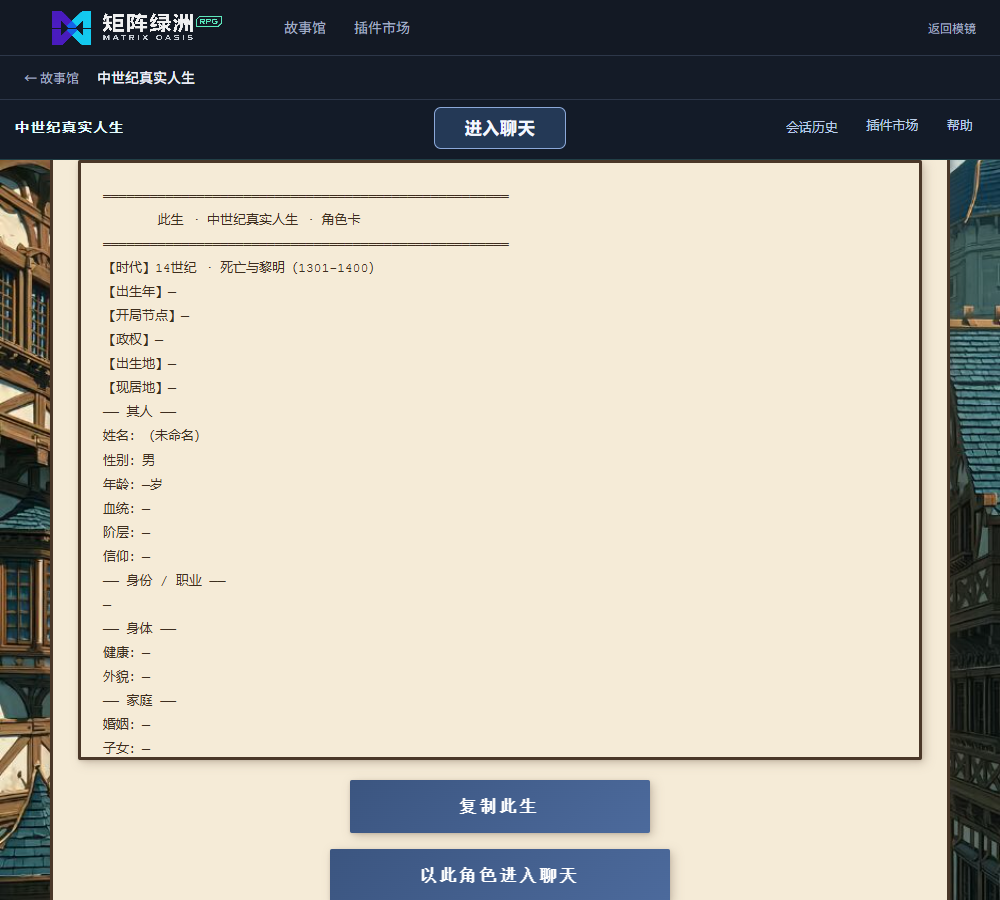 矩阵绿洲 RPG
MATRIX OASIS
故事馆
插件市场
返回模镜
← 故事馆
中世纪真实人生
中世纪真实人生
进入聊天
会话历史
插件市场
帮助
此生 · 中世纪真实人生 · 角色卡
【时代】14世纪 · 死亡与黎明 (1301–1400)
【出生年】—
【开局节点】—
【政权】—
【出生地】—
【现居地】—
—— 其人 ——
姓名: (未命名)
性别: 男
年龄: —岁
血统: —
阶层: —
信仰: —
—— 身份 / 职业 ——
—
—— 身体 ——
健康: —
外貌: —
—— 家庭 ——
婚姻: —
子女: —
复制此生
以此角色进入聊天